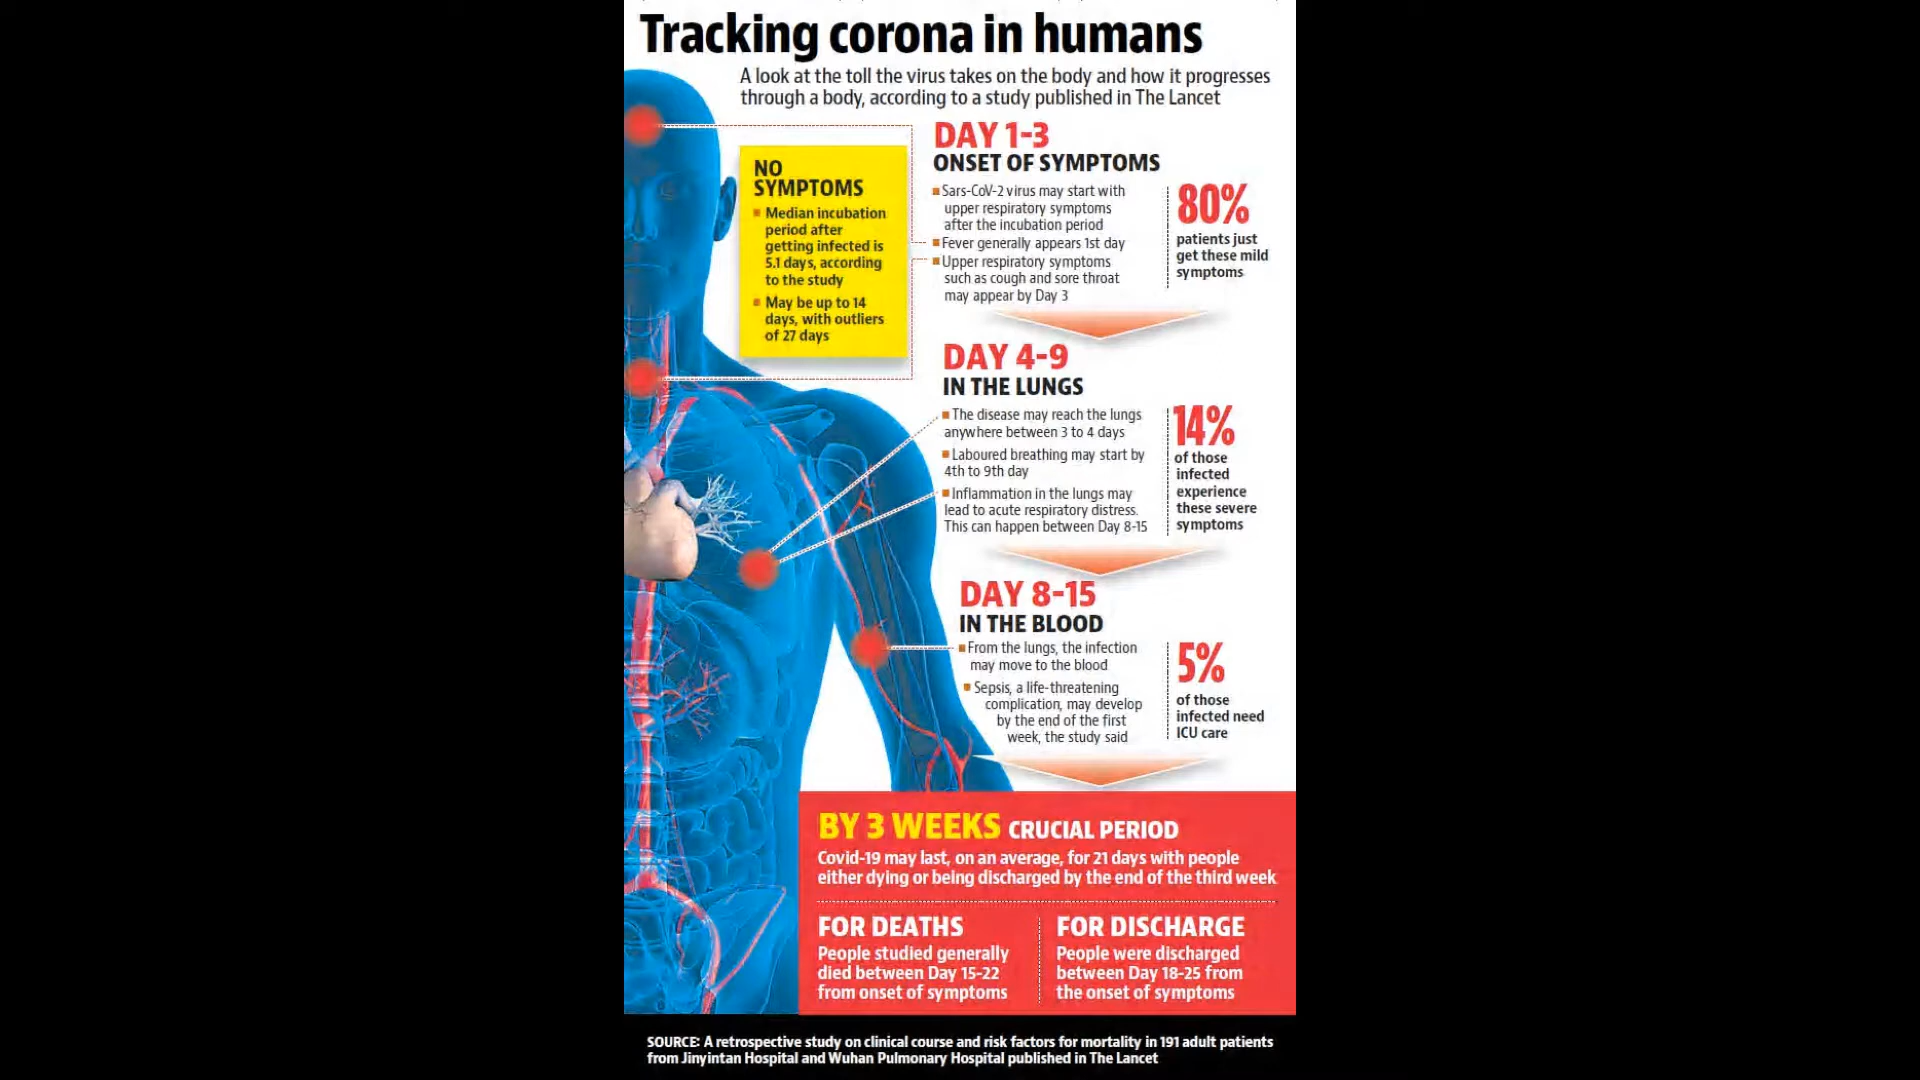 Tracking corona in humans
A look at the toll the virus takes on the body and how it progresses
through a body, according to a study published in The Lancet
NO
SYMPTOMS
Median incubation
period after
getting infected is
5.1 days, according
to the study
May be up to 14
days, with outliers
of 27 days
DAY 1-3
ONSET OF SYMPTOMS
Sars-CoV-2 virus may start with
upper respiratory symptoms
after the incubation period
Fever generally appears 1st day
Upper respiratory symptoms
such as cough and sore throat
may appear by Day 3
80%
patients just
get these mild
symptoms
DAY 4-9
IN THE LUNGS
The disease may reach the lungs
anywhere between 3 to 4 days
Laboured breathing may start by
4th to 9th day
Inflammation in the lungs may
lead to acute respiratory distress.
This can happen between Day 8-15
14%
of those
infected
experience
these severe
symptoms
DAY 8-15
IN THE BLOOD
From the lungs, the infection
may move to the blood
Sepsis, a life-threatening
complication, may develop
by the end of the first
week, the study said
5%
of those
infected need
ICU care
BY 3 WEEKS CRUCIAL PERIOD
Covid-19 may last, on an average, for 21 days with people
either dying or being discharged by the end of the third week
FOR DEATHS
People studied generally
died between Day 15-22
from onset of symptoms
FOR DISCHARGE
People were discharged
between Day 18-25 from
the onset of symptoms
SOURCE: A retrospective study on clinical course and risk factors for mortality in 191 adult patients
from Jinyintan Hospital and Wuhan Pulmonary Hospital published in The Lancet